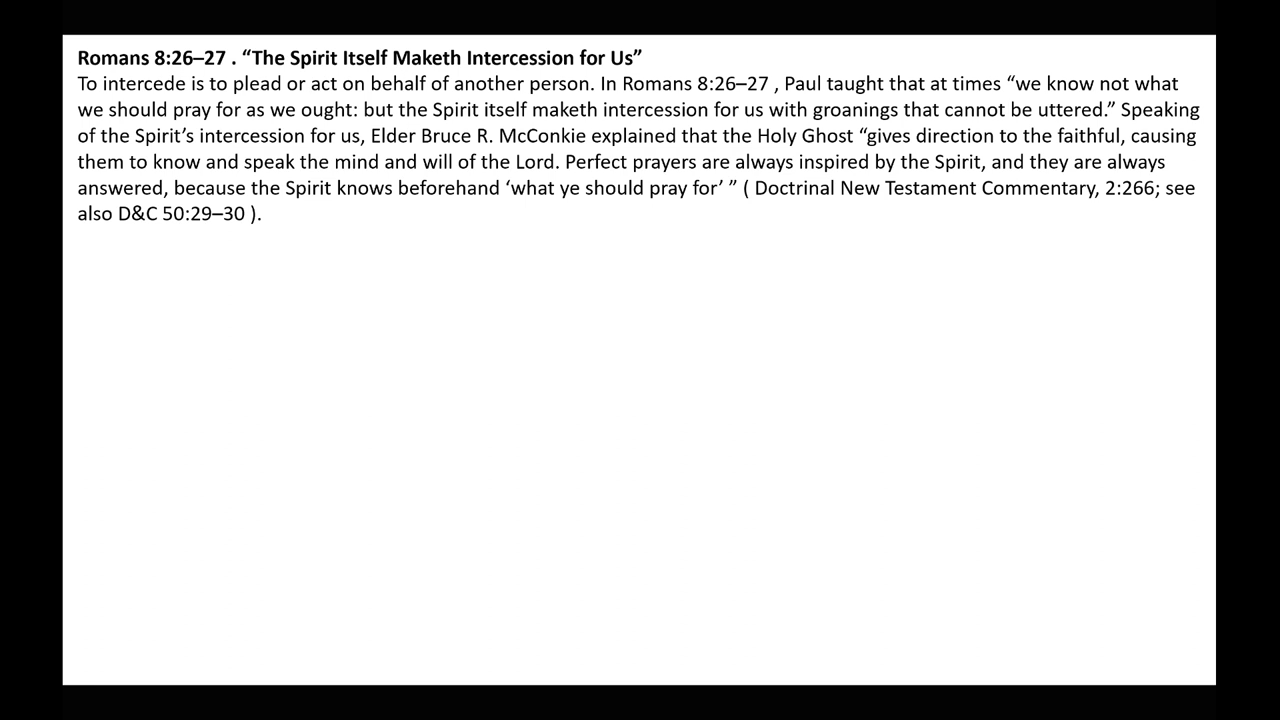 Romans 8:26–27 . “The Spirit Itself Maketh Intercession for Us”
To intercede is to plead or act on behalf of another person. In Romans 8:26–27 , Paul taught that at times “we know not what
we should pray for as we ought: but the Spirit itself maketh intercession for us with groanings that cannot be uttered.” Speaking
of the Spirit’s intercession for us, Elder Bruce R. McConkie explained that the Holy Ghost “gives direction to the faithful, causing
them to know and speak the mind and will of the Lord. Perfect prayers are always inspired by the Spirit, and they are always
answered, because the Spirit knows beforehand ‘what ye should pray for’ ” ( Doctrinal New Testament Commentary, 2:266; see
also D&C 50:29–30 ).